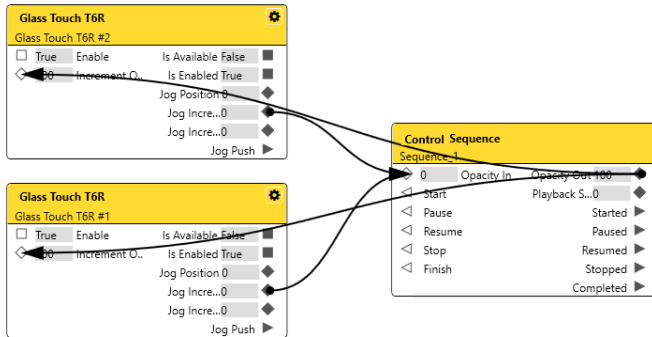 Glass Touch T6R
Glass Touch T6R #2
True Enable Is Available False
Increment O.. Is Enabled True
Jog Position 0
Jog Incre...0
Jog Incre...0
Jog Push
Control Sequence
Sequence_1
0 Opacity In Opacity Out 100
Start Playback S...0
Pause Started
Resume Paused
Stop Resumed
Finish Stopped
Completed
Glass Touch T6R
Glass Touch T6R #1
True Enable Is Available False
Increment O.. Is Enabled True
Jog Position 0
Jog Incre...0
Jog Incre...0
Jog Push